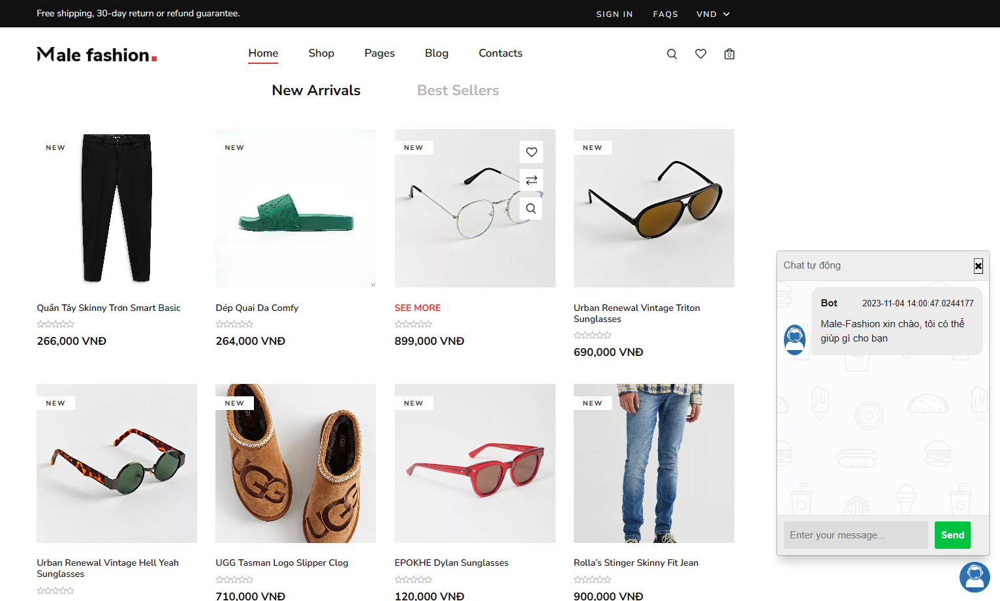 Free shipping, 30-day return or refund guarantee.
SIGN IN
FAQS
VND
Male fashion.
Home
Shop
Pages
Blog
Contacts
0
New Arrivals
Best Sellers
NEW
NEW
NEW
NEW
11
Quần Tây Skinny Trơn Smart Basic
266,000 VNĐ
Dép Quai Da Comfy
264,000 VNĐ
SEE MORE
899,000 VNĐ
Urban Renewal Vintage Triton
Sunglasses
690,000 VNĐ
NEW
NEW
NEW
NEW
UGG
UGG
Urban Renewal Vintage Hell Yeah
Sunglasses
UGG Tasman Logo Slipper Clog
710,000 VNĐ
EPOKHE Dylan Sunglasses
120,000 VNĐ
Rolla’s Stinger Skinny Fit Jean
900,000 VNĐ
Chat tự động
Bot
2023-11-04 14:00:47.0244177
Male-Fashion xin chào, tôi có thể
giúp gì cho bạn
Enter your message...
Send